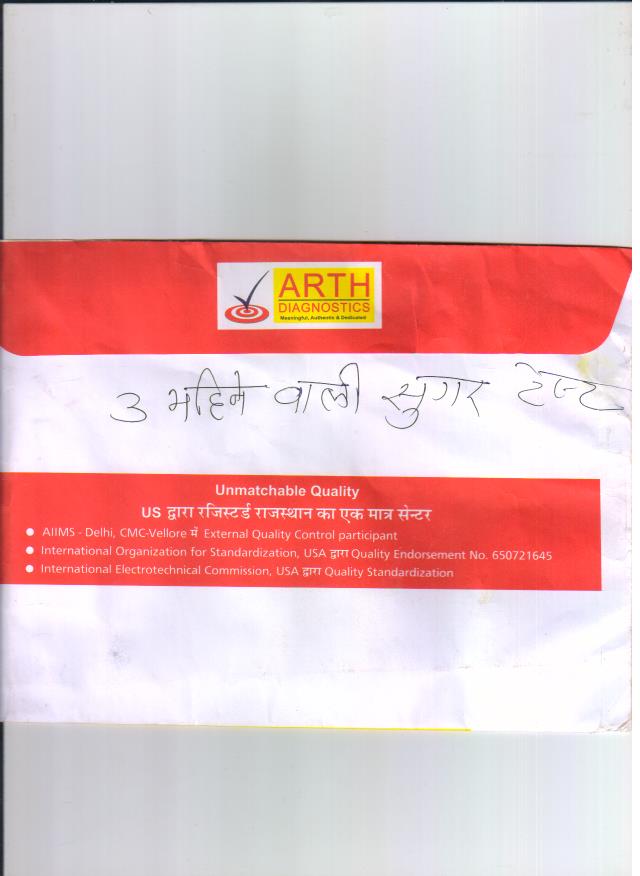 ARTH
DIAGNOSTICS
Meaningful, Authentic & Dedicated
3 महिने वाली सुगर टेस्ट
Unmatchable Quality
US द्वारा रजिस्टर्ड राजस्थान का एक मात्र सेन्टर
● AIIMS - Delhi, CMC-Vellore में External Quality Control participant
● International Organization for Standardization, USA द्वारा Quality Endorsement No. 650721645
● International Electrotechnical Commission, USA द्वारा Quality Standardization